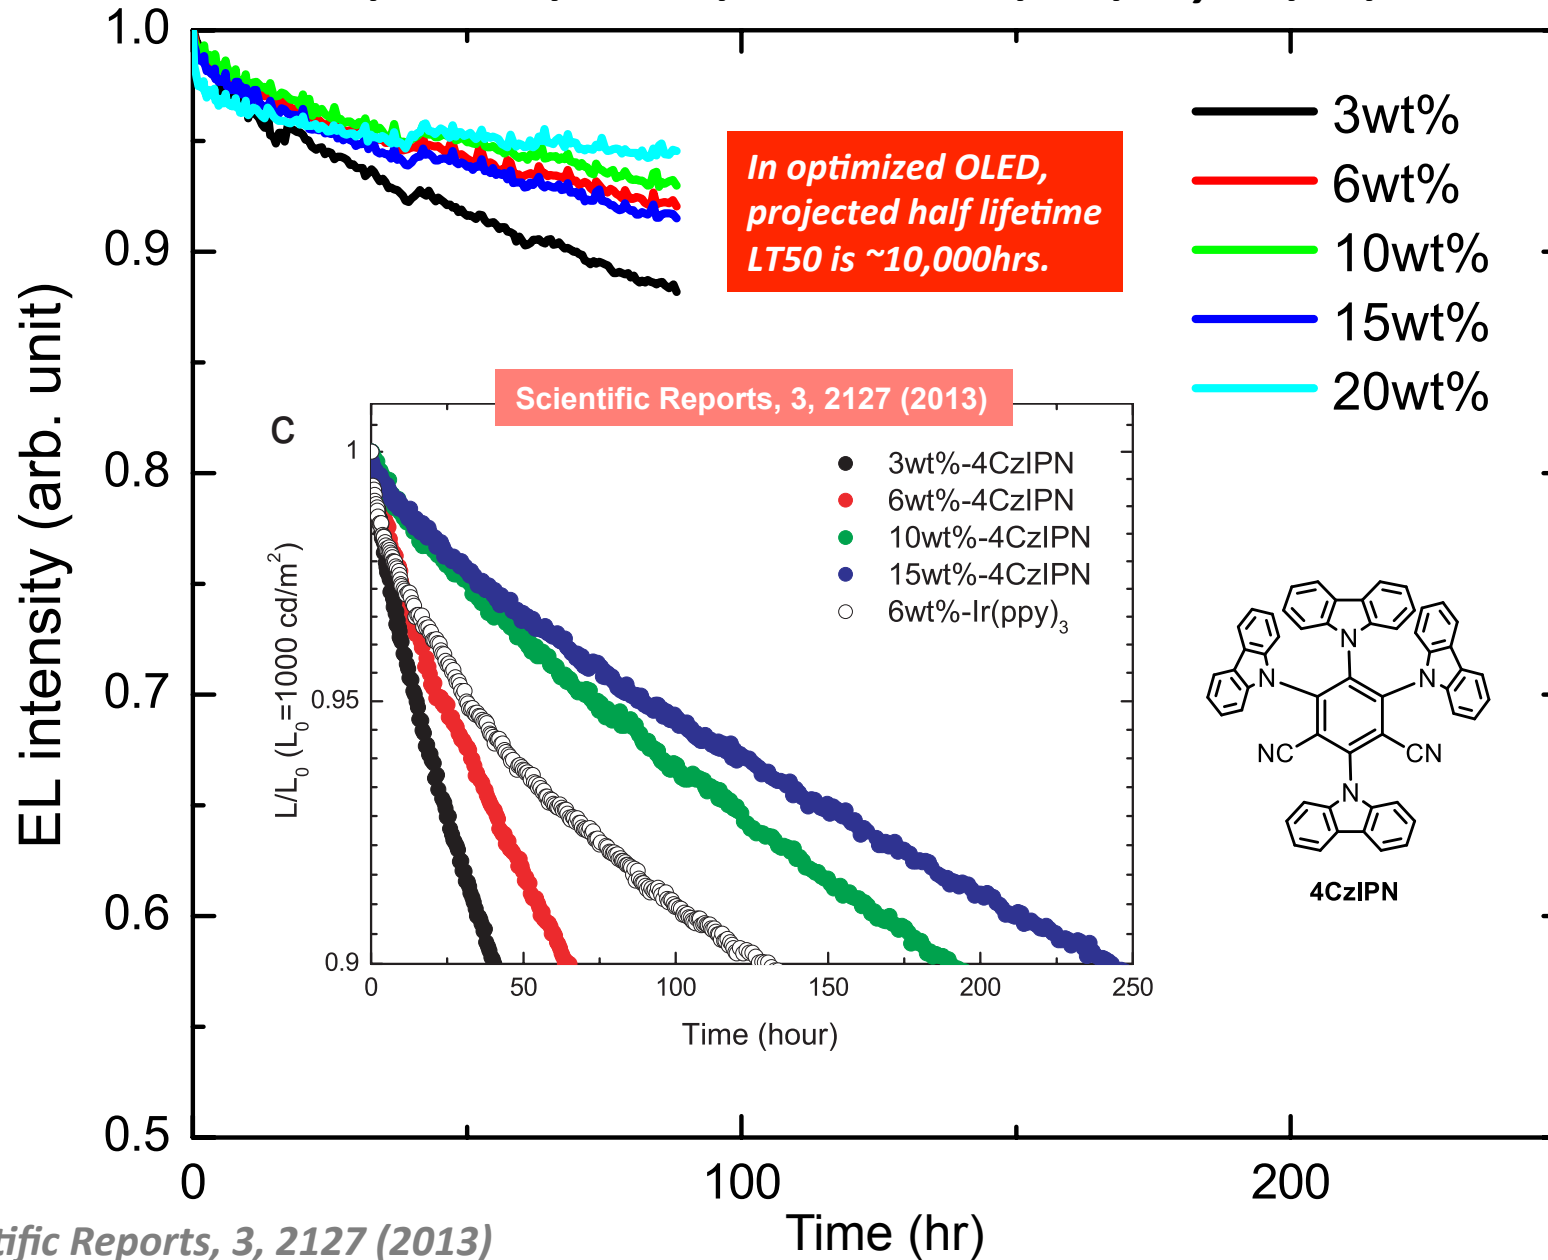 1.0
0.9
0.8
0.7
0.6
0.5
EL intensity (arb. unit)
3wt%
6wt%
10wt%
15wt%
20wt%
In optimized OLED,
projected half lifetime
LT50 is ~10,000hrs.
Scientific Reports, 3, 2127 (2013)
c
1
0.95
0.9
L/L0 (L0=1000 cd/m2)
3wt%-4CzIPN
6wt%-4CzIPN
10wt%-4CzIPN
15wt%-4CzIPN
6wt%-Ir(ppy)3
0 50 100 150 200 250
Time (hour)
N
N
N
NC
CN
N
4CzIPN
0 100 200
Time (hr)
tific Reports, 3, 2127 (2013)